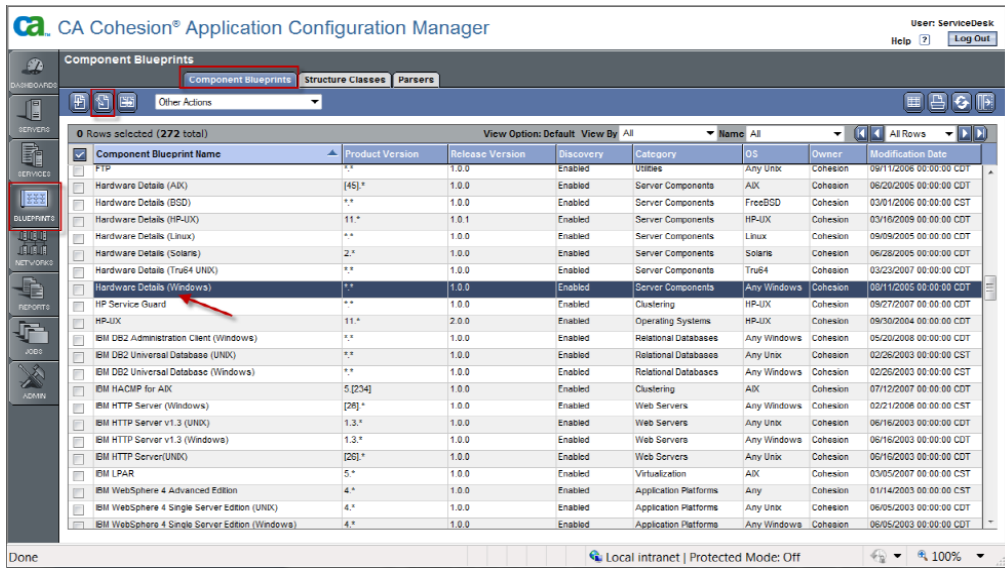 ca CA Cohesion® Application Configuration Manager
User: ServiceDesk
Help ? Log Out
Component Blueprints
Component Blueprints Structure Classes Parsers
Other Actions
DASHBOARDS
SERVERS
SERVICES
BLUEPRINTS
NETWORKS
REPORTS
JOBS
ADMIN
0 Rows selected (272 total) View Option: Default View By All Name All All Rows
Component Blueprint Name Product Version Release Version Discovery Category OS Owner Modification Date
FTP *.* 1.0.0 Enabled Utilities Any Unix Cohesion 09/11/2006 00:00:00 CDT
Hardware Details (AIX) [45].* 1.0.0 Enabled Server Components AIX Cohesion 06/20/2005 00:00:00 CDT
Hardware Details (BSD) *.* 1.0.0 Enabled Server Components FreeBSD Cohesion 03/01/2006 00:00:00 CST
Hardware Details (HP-UX) 11.* 1.0.1 Enabled Server Components HP-UX Cohesion 03/16/2009 00:00:00 CDT
Hardware Details (Linux) *.* 1.0.0 Enabled Server Components Linux Cohesion 09/09/2005 00:00:00 CDT
Hardware Details (Solaris) 2.* 1.0.0 Enabled Server Components Solaris Cohesion 06/28/2005 00:00:00 CDT
Hardware Details (Tru64 UNIX) *.* 1.0.0 Enabled Server Components Tru64 Cohesion 03/23/2007 00:00:00 CDT
Hardware Details (Windows) *.* 1.0.0 Enabled Server Components Any Windows Cohesion 08/11/2005 00:00:00 CDT
HP Service Guard *.* 1.0.0 Enabled Clustering HP-UX Cohesion 09/27/2007 00:00:00 CDT
HP-UX 11.* 2.0.0 Enabled Operating Systems HP-UX Cohesion 09/30/2004 00:00:00 CDT
IBM DB2 Administration Client (Windows) *.* 1.0.0 Enabled Relational Databases Any Windows Cohesion 05/20/2008 00:00:00 CDT
IBM DB2 Universal Database (UNIX) *.* 1.0.0 Enabled Relational Databases Any Unix Cohesion 02/26/2003 00:00:00 CST
IBM DB2 Universal Database (Windows) *.* 1.0.0 Enabled Relational Databases Any Windows Cohesion 02/26/2003 00:00:00 CST
IBM HACMP for AIX 5.[234] 1.0.0 Enabled Clustering AIX Cohesion 07/12/2007 00:00:00 CDT
IBM HTTP Server (Windows) [26].* 1.0.0 Enabled Web Servers Any Windows Cohesion 02/21/2006 00:00:00 CST
IBM HTTP Server v1.3 (UNIX) 1.3.* 1.0.0 Enabled Web Servers Any Unix Cohesion 06/16/2003 00:00:00 CDT
IBM HTTP Server v1.3 (Windows) 1.3.* 1.0.0 Enabled Web Servers Any Windows Cohesion 06/16/2003 00:00:00 CDT
IBM HTTP Server(UNIX) [26].* 1.0.0 Enabled Web Servers Any Unix Cohesion 06/16/2003 00:00:00 CDT
IBM LPAR 5.* 1.0.0 Enabled Virtualization AIX Cohesion 03/05/2007 00:00:00 CST
IBM WebSphere 4 Advanced Edition 4.* 1.0.0 Enabled Application Platforms Any Cohesion 01/14/2003 00:00:00 CST
IBM WebSphere 4 Single Server Edition (UNIX) 4.* 1.0.0 Enabled Application Platforms Any Unix Cohesion 06/05/2003 00:00:00 CDT
IBM WebSphere 4 Single Server Edition (Windows) 4.* 1.0.0 Enabled Application Platforms Any Windows Cohesion 06/05/2003 00:00:00 CDT
Done Local intranet | Protected Mode: Off 100%